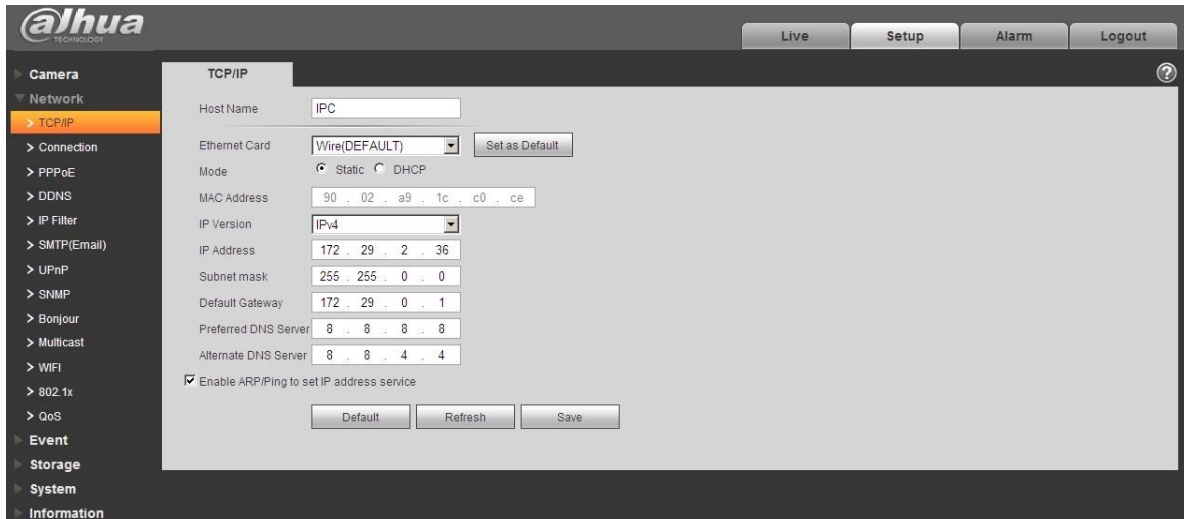 alhua
TECHNOLOGY
Live
Setup
Alarm
Logout
Camera
Network
> TCP/IP
> Connection
> PPPoE
> DDNS
> IP Filter
> SMTP(Email)
> UPnP
> SNMP
> Bonjour
> Multicast
> WIFI
> 802.1x
> QoS
Event
Storage
System
Information
TCP/IP
?
Host Name IPC
Ethernet Card Wire(DEFAULT) Set as Default
Mode Static DHCP
MAC Address 90 . 02 . a9 . 1c . c0 . ce
IP Version IPv4
IP Address 172 . 29 . 2 . 36
Subnet mask 255 . 255 . 0 . 0
Default Gateway 172 . 29 . 0 . 1
Preferred DNS Server 8 . 8 . 8 . 8
Alternate DNS Server 8 . 8 . 4 . 4
Enable ARP/Ping to set IP address service
Default Refresh Save